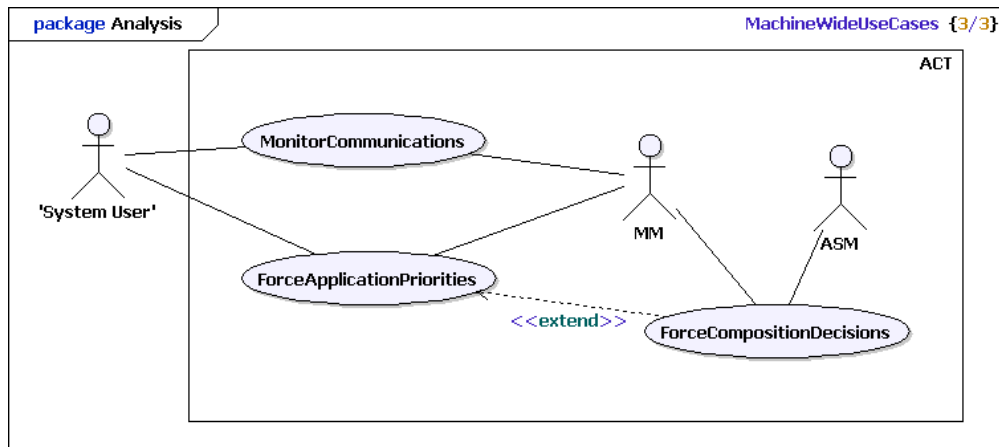 package Analysis
MachineWideUseCases {3/3}
ACT
MonitorCommunications
'System User'
MM
ASM
ForceApplicationPriorities
<<extend>>
ForceCompositionDecisions